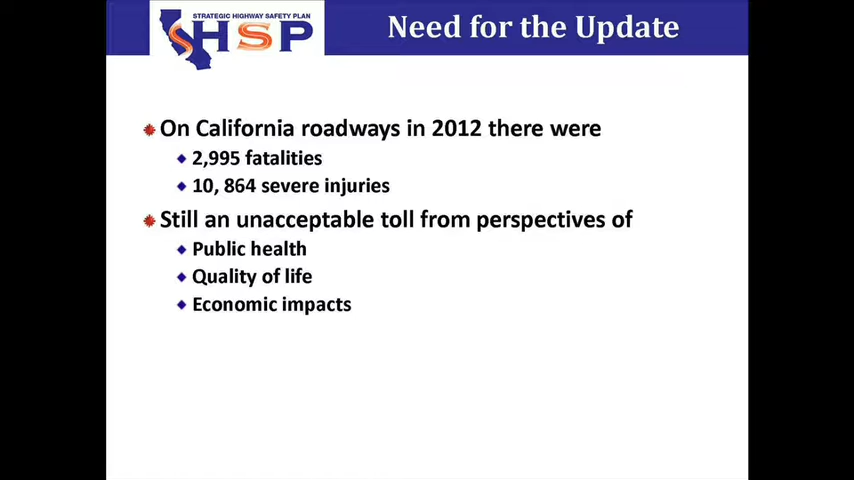 STRATEGIC HIGHWAY SAFETY PLAN
SHSP
Need for the Update
On California roadways in 2012 there were
2,995 fatalities
10, 864 severe injuries
Still an unacceptable toll from perspectives of
Public health
Quality of life
Economic impacts